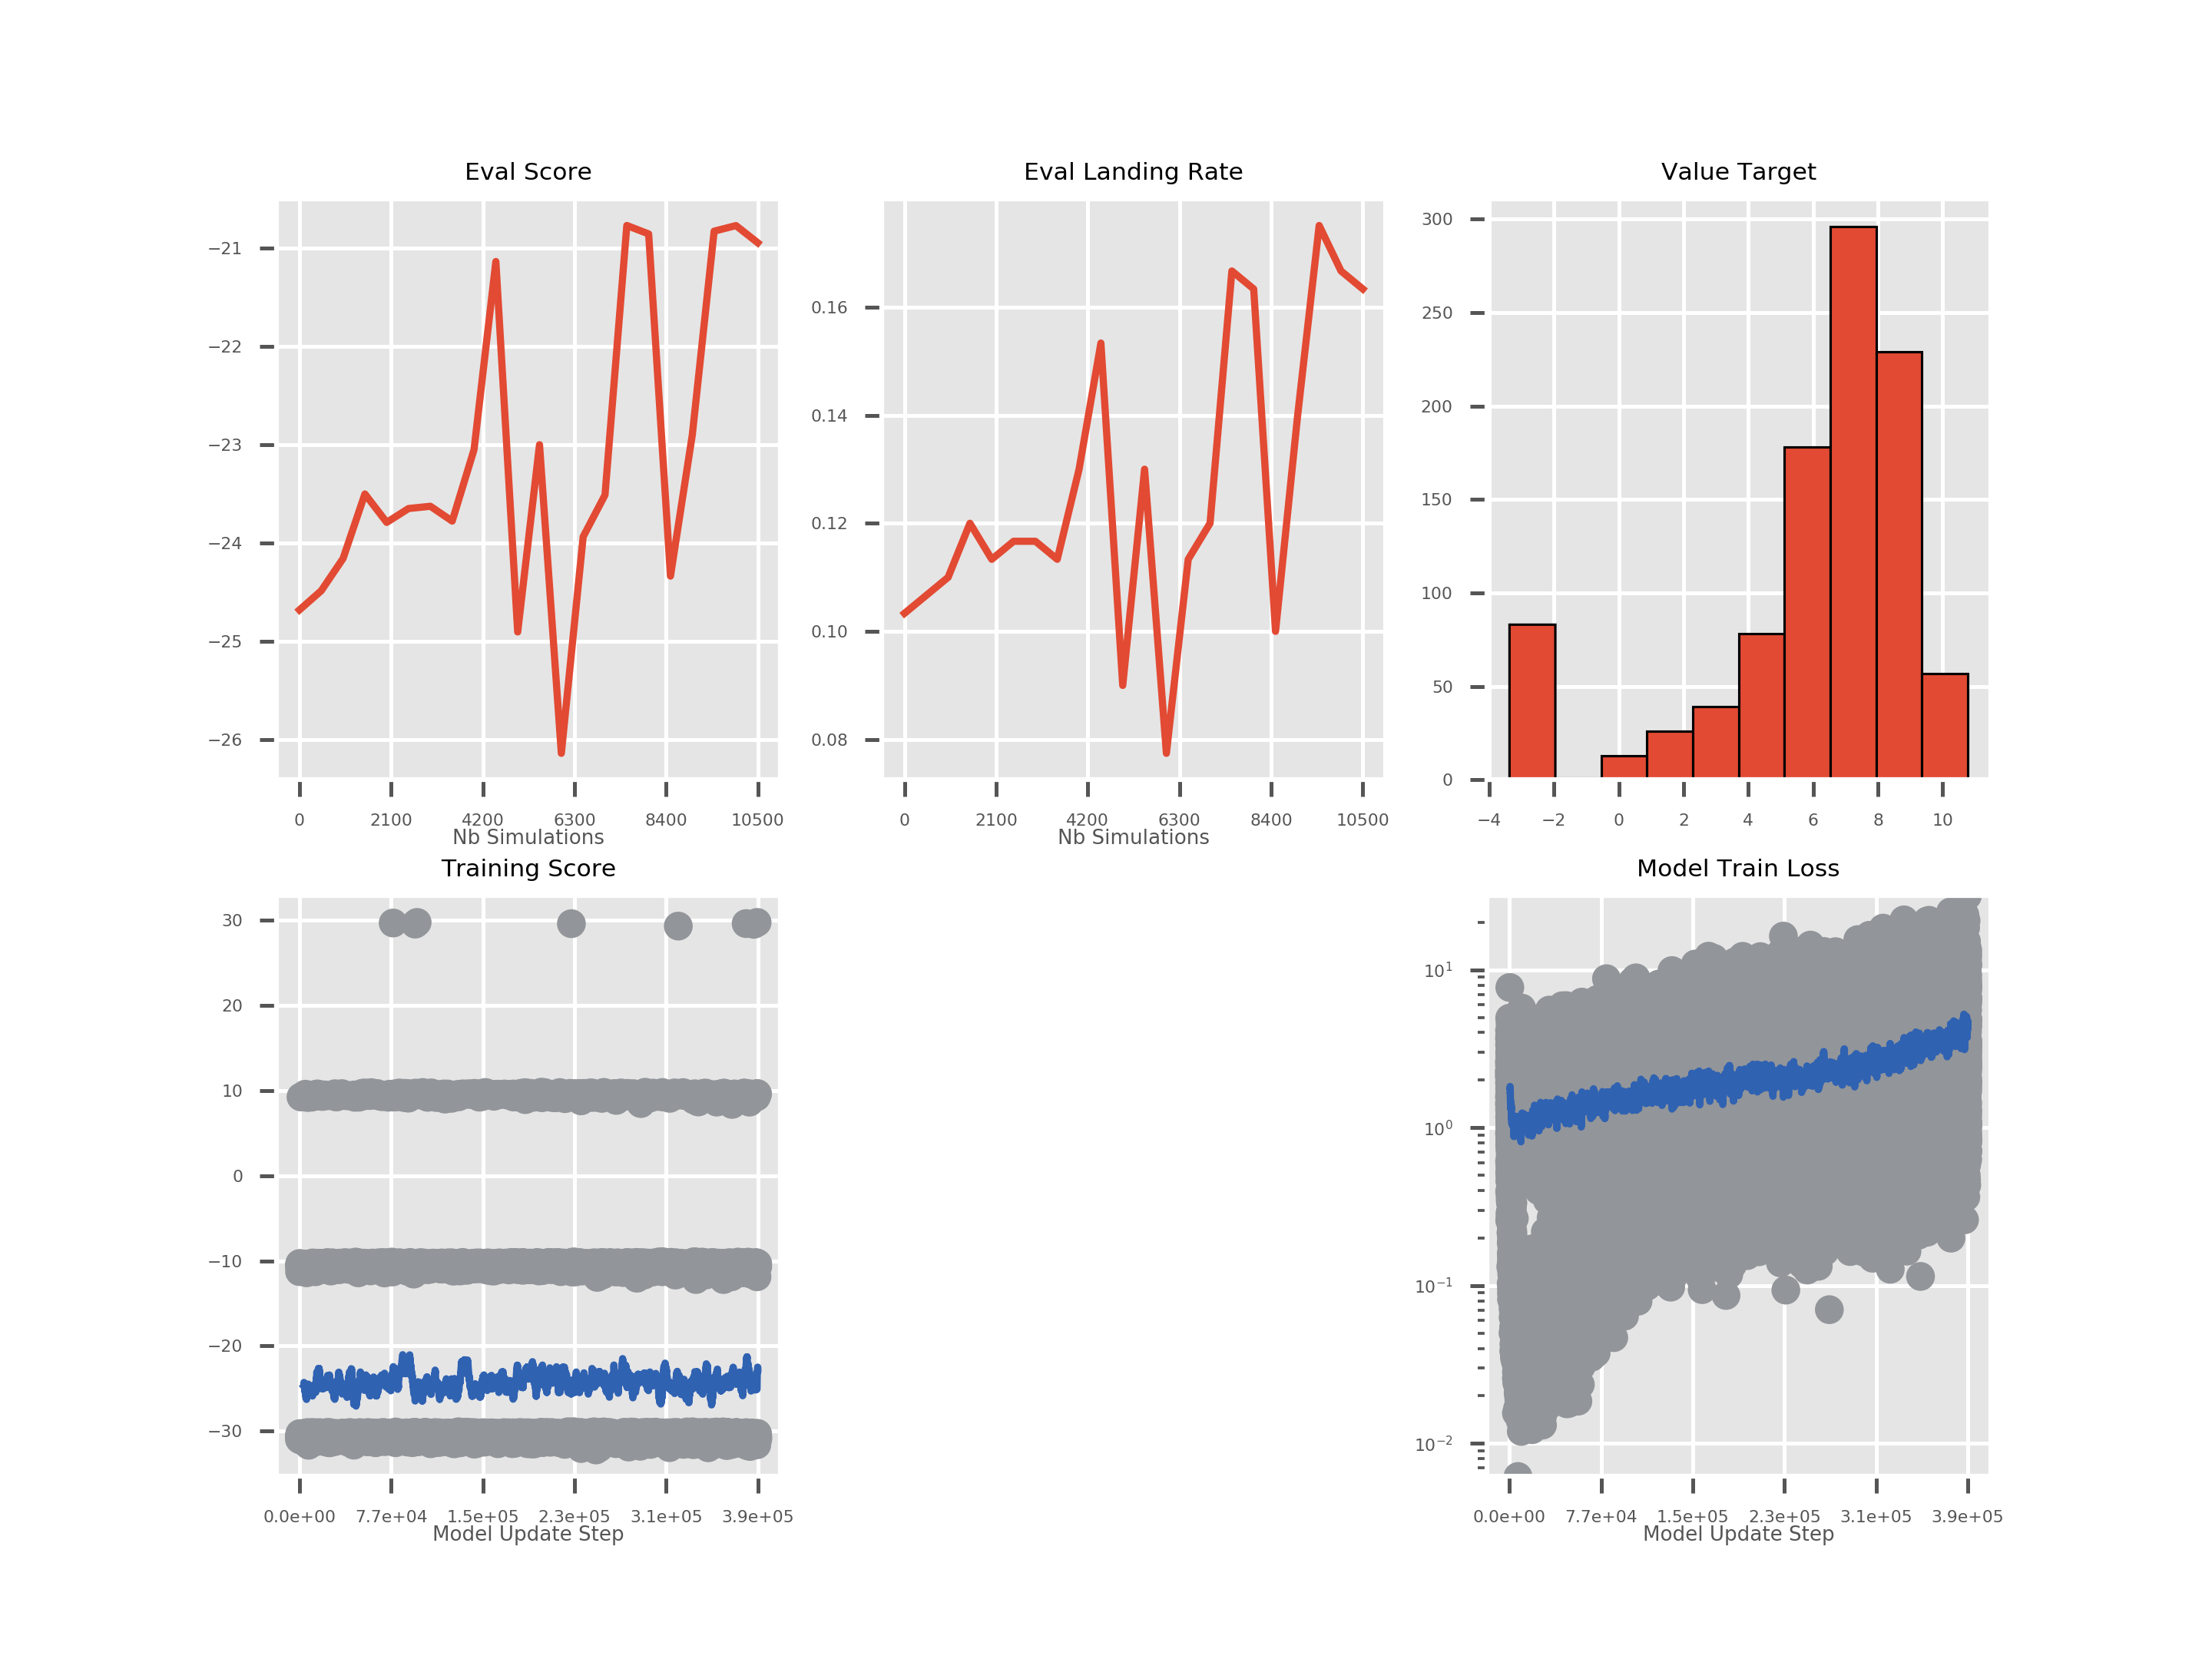 Eval Score
−21
−22
−23
−24
−25
−26
0 2100 4200 6300 8400 10500
Nb Simulations
Eval Landing Rate
0.16
0.14
0.12
0.10
0.08
0 2100 4200 6300 8400 10500
Nb Simulations
Value Target
300
250
200
150
100
50
0
−4 −2 0 2 4 6 8 10
Training Score
30
20
10
0
−10
−20
−30
0.0e+00 7.7e+04 1.5e+05 2.3e+05 3.1e+05 3.9e+05
Model Update Step
Model Train Loss
10¹
10⁰
10⁻¹
10⁻²
0.0e+00 7.7e+04 1.5e+05 2.3e+05 3.1e+05 3.9e+05
Model Update Step